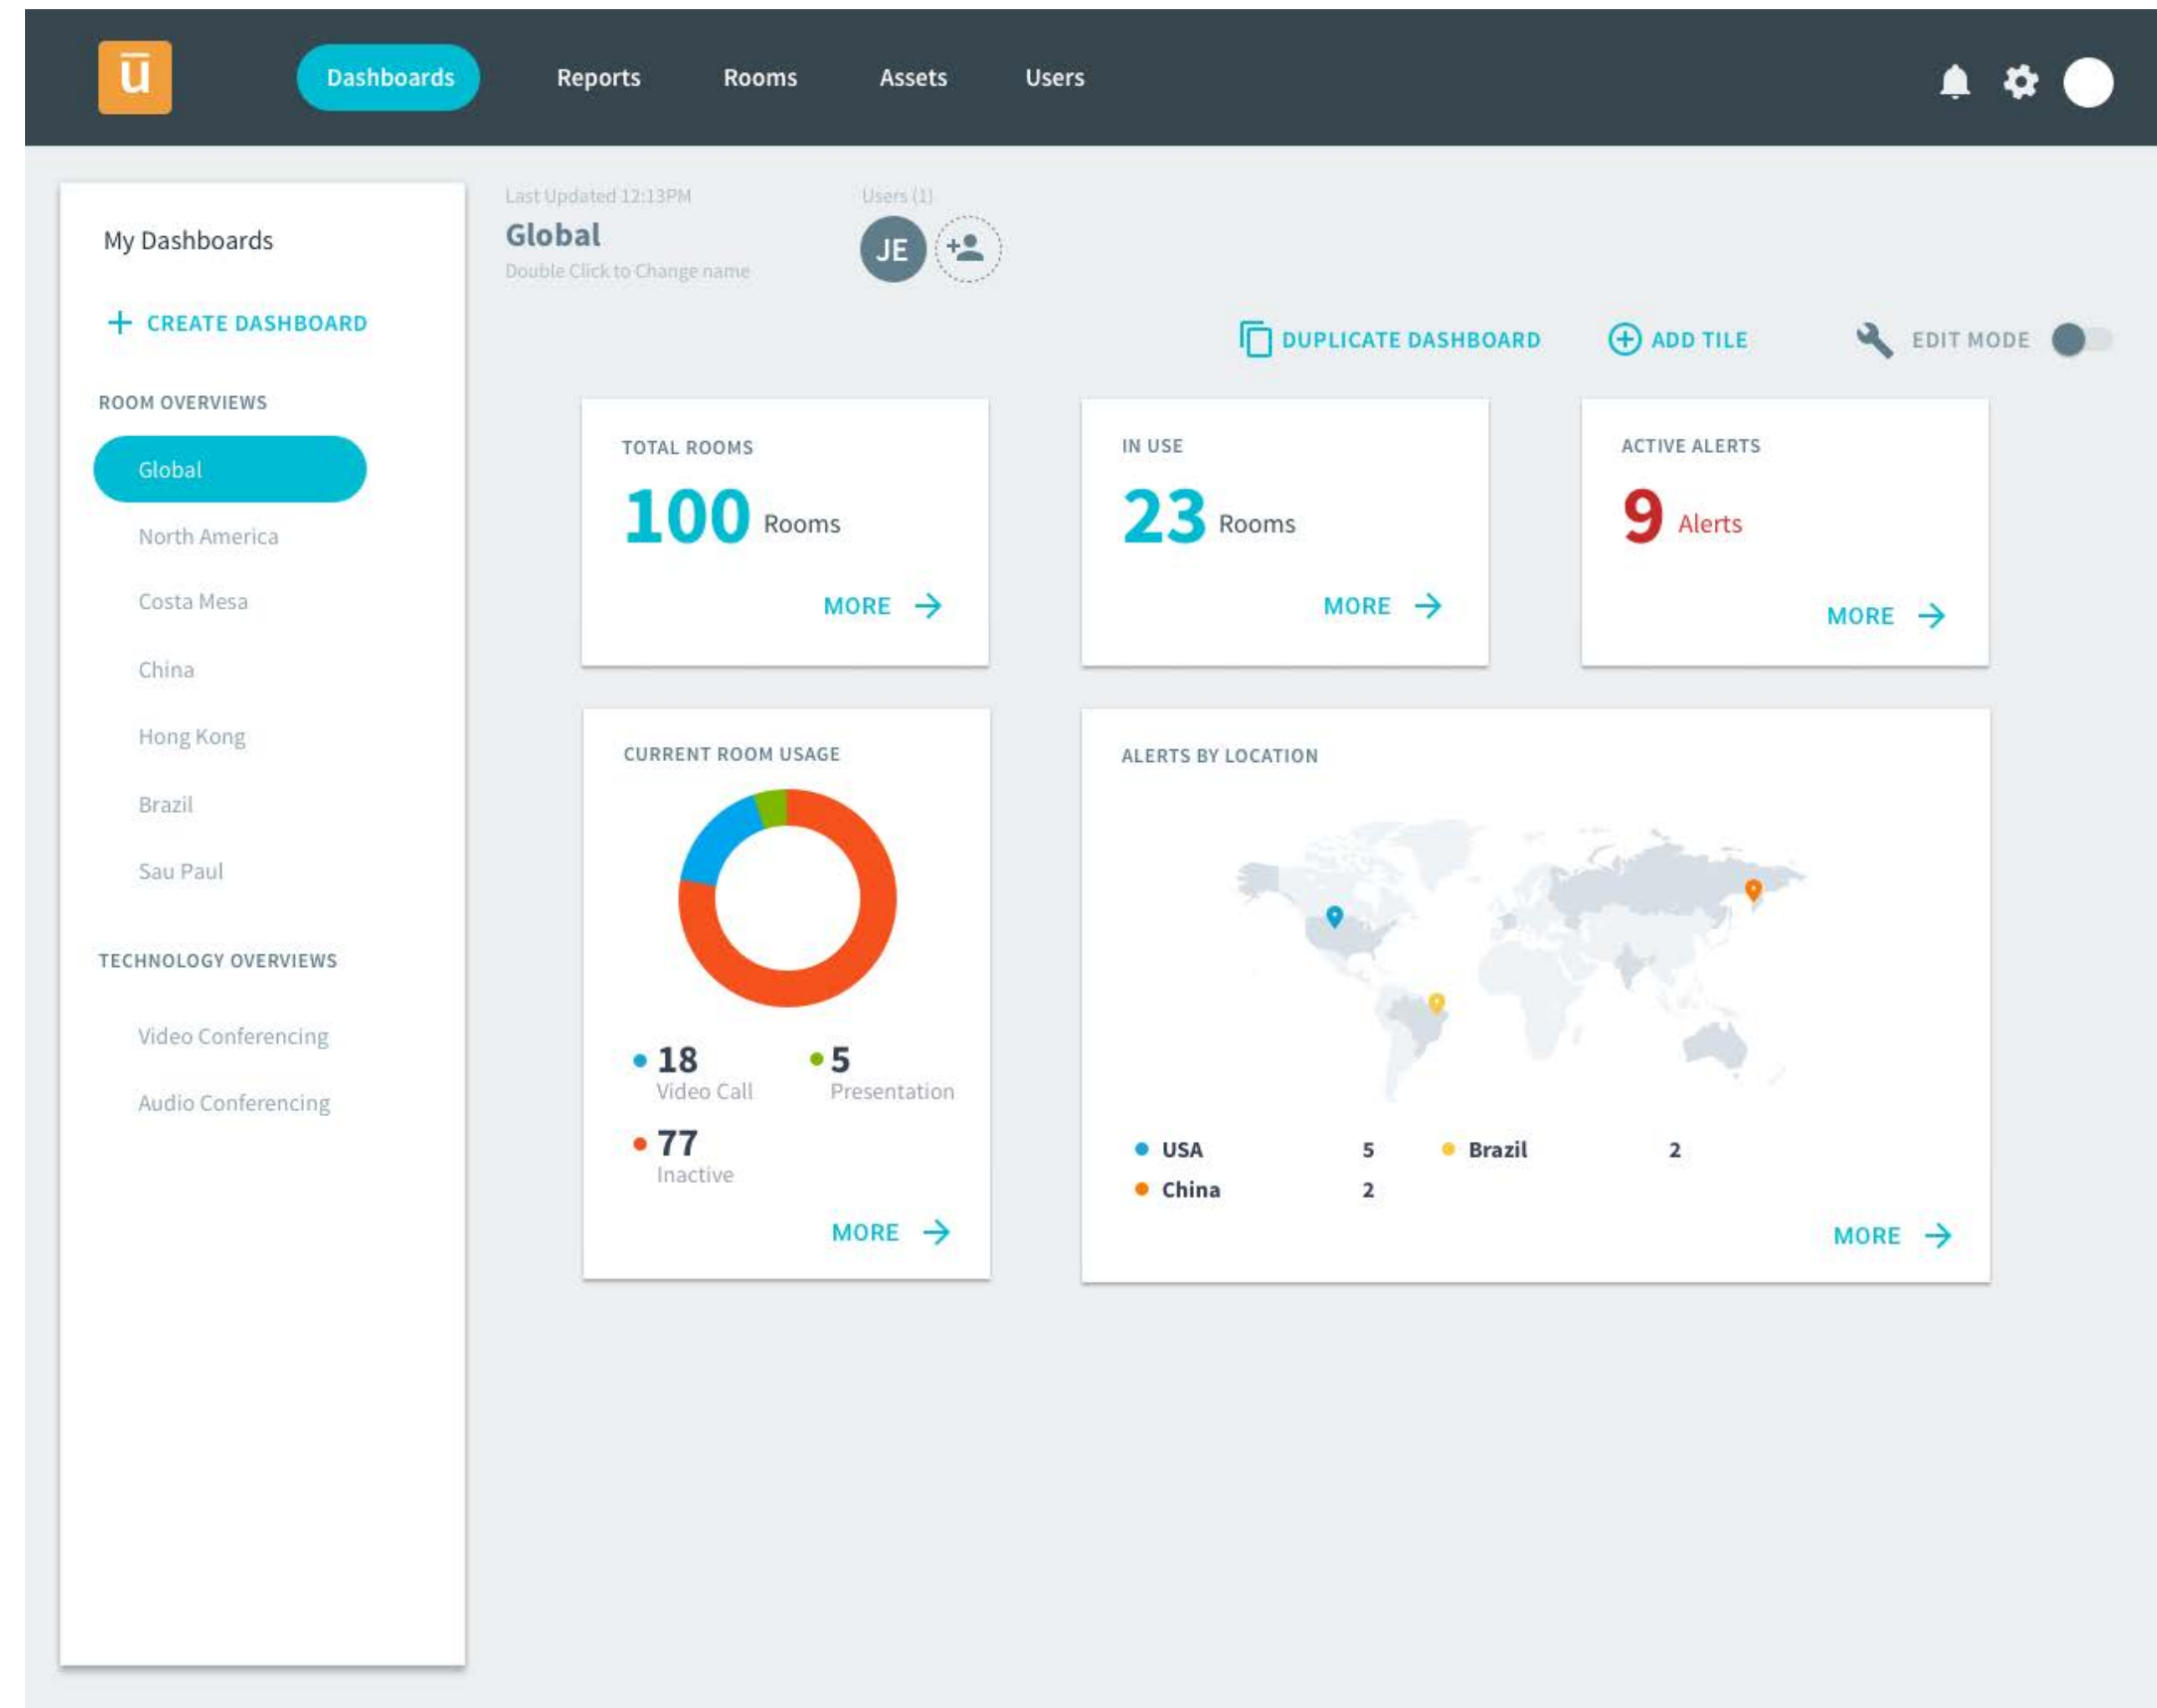 ū
Dashboards
Reports
Rooms
Assets
Users
My Dashboards
CREATE DASHBOARD
ROOM OVERVIEWS
Global
North America
Costa Mesa
China
Hong Kong
Brazil
Sau Paul
TECHNOLOGY OVERVIEWS
Video Conferencing
Audio Conferencing
Last Updated 12:13PM
Global
Double Click to Change name
Users (1)
JE
DUPLICATE DASHBOARD
ADD TILE
EDIT MODE
TOTAL ROOMS
100 Rooms
MORE
IN USE
23 Rooms
MORE
ACTIVE ALERTS
9 Alerts
MORE
CURRENT ROOM USAGE
18
Video Call
5
Presentation
77
Inactive
MORE
ALERTS BY LOCATION
USA 5
Brazil 2
China 2
MORE